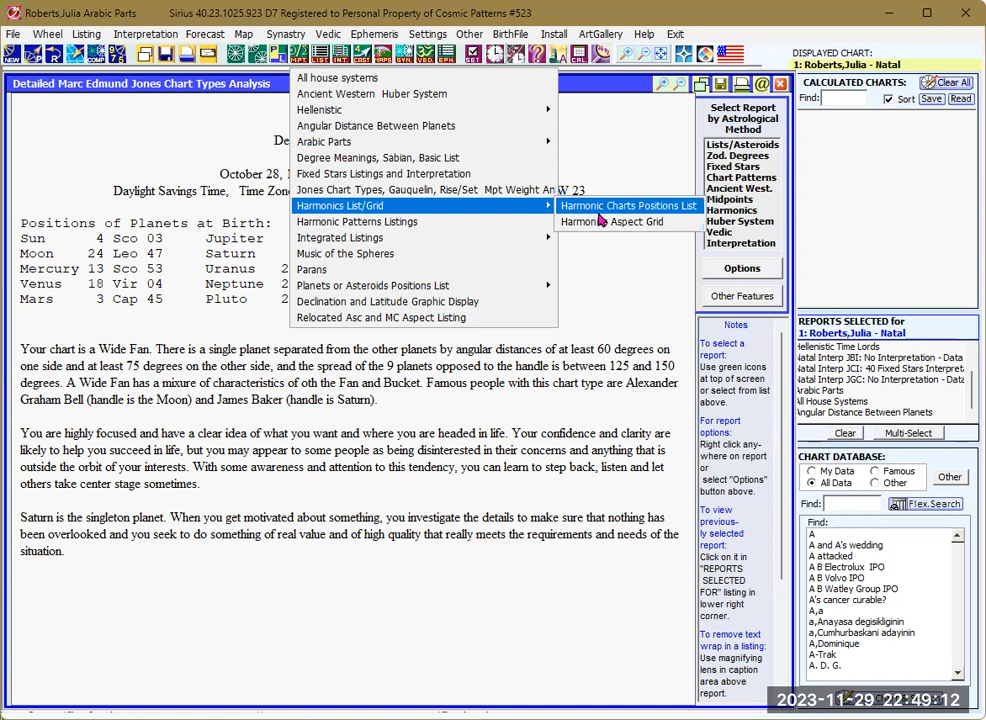 Roberts,Julia Arabic Parts Sirius 40.23.1025.923 D7 Registered to Personal Property of Cosmic Patterns #523
File Wheel Listing Interpretation Forecast Map Synastry Vedic Ephemeris Settings Other BirthFile Install ArtGallery Help Exit
DISPLAYED CHART:
1: Roberts,Julia - Natal
Detailed Marc Edmund Jones Chart Types Analysis
De
October 28, 1
Daylight Savings Time, Time Zon
W 23
Positions of Planets at Birth:
Sun 4 Sco 03 Jupiter
Moon 24 Leo 47 Saturn
Mercury 13 Sco 53 Uranus 2
Venus 18 Vir 04 Neptune 2
Mars 3 Cap 45 Pluto 2
Your chart is a Wide Fan. There is a single planet separated from the other planets by angular distances of at least 60 degrees on
one side and at least 75 degrees on the other side, and the spread of the 9 planets opposed to the handle is between 125 and 150
degrees. A Wide Fan has a mixure of characteristics of oth the Fan and Bucket. Famous people with this chart type are Alexander
Graham Bell (handle is the Moon) and James Baker (handle is Saturn).
You are highly focused and have a clear idea of what you want and where you are headed in life. Your confidence and clarity are
likely to help you succeed in life, but you may appear to some people as being disinterested in their concerns and anything that is
outside the orbit of your interests. With some awareness and attention to this tendency, you can learn to step back, listen and let
others take center stage sometimes.
Saturn is the singleton planet. When you get motivated about something, you investigate the details to make sure that nothing has
been overlooked and you seek to do something of real value and of high quality that really meets the requirements and needs of the
situation.
All house systems
Ancient Western Huber System
Hellenistic
Angular Distance Between Planets
Arabic Parts
Degree Meanings, Sabian, Basic List
Fixed Stars Listings and Interpretation
Jones Chart Types, Gauquelin, Rise/Set Mpt Weight An
Harmonics List/Grid
Harmonic Patterns Listings
Integrated Listings
Music of the Spheres
Parans
Planets or Asteroids Positions List
Declination and Latitude Graphic Display
Relocated Asc and MC Aspect Listing
Harmonic Charts Positions List
Harmonic Aspect Grid
Select Report
by Astrological
Method
Lists/Asteroids
Zod. Degrees
Fixed Stars
Chart Patterns
Ancient West.
Midpoints
Harmonics
Huber System
Vedic
Interpretation
Options
Other Features
Notes
To select a
report:
Use green icons
at top of screen
or select from list
above.
For report
options:
Right click any-
where on report
or
select "Options"
button above.
To view
previous-
ly selected
report:
Click on it in
"REPORTS
SELECTED
FOR" listing in
lower right
corner.
To remove text
wrap in a listing:
Use magnifying
lens in caption
area above
report.
CALCULATED CHARTS: Clear All
Find: Sort Save Read
REPORTS SELECTED for
1: Roberts,Julia - Natal
Hellenistic Time Lords
Natal Interp JBI: No Interpretation - Data
Natal Interp JCI: 40 Fixed Stars Interpret
Natal Interp JGC: No Interpretation - Data
Arabic Parts
All House Systems
Angular Distance Between Planets
Clear Multi-Select
CHART DATABASE:
My Data Famous
All Data Other
Other
Find: Flex.Search
Find:
A
A and A's wedding
A attacked
A B Electrolux IPO
A B Volvo IPO
A B Watley Group IPO
A's cancer curable?
A,a
a,Anayasa degisikliginin
a,Cumhurbaskani adayinin
A,Dominique
A-Trak
A. D. G.
2023-11-29 22:49:12